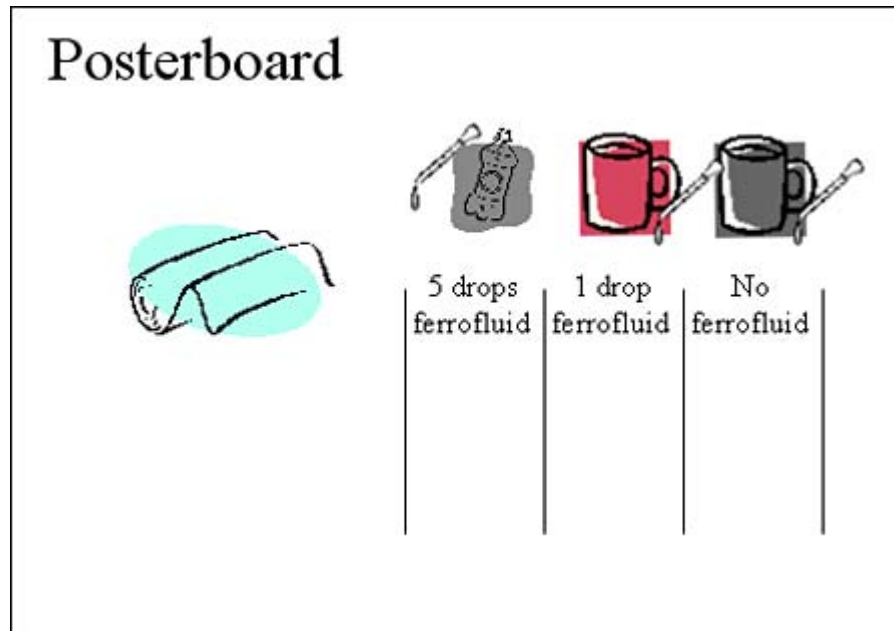 Posterboard
5 drops
ferrofluid
1 drop
ferrofluid
No
ferrofluid